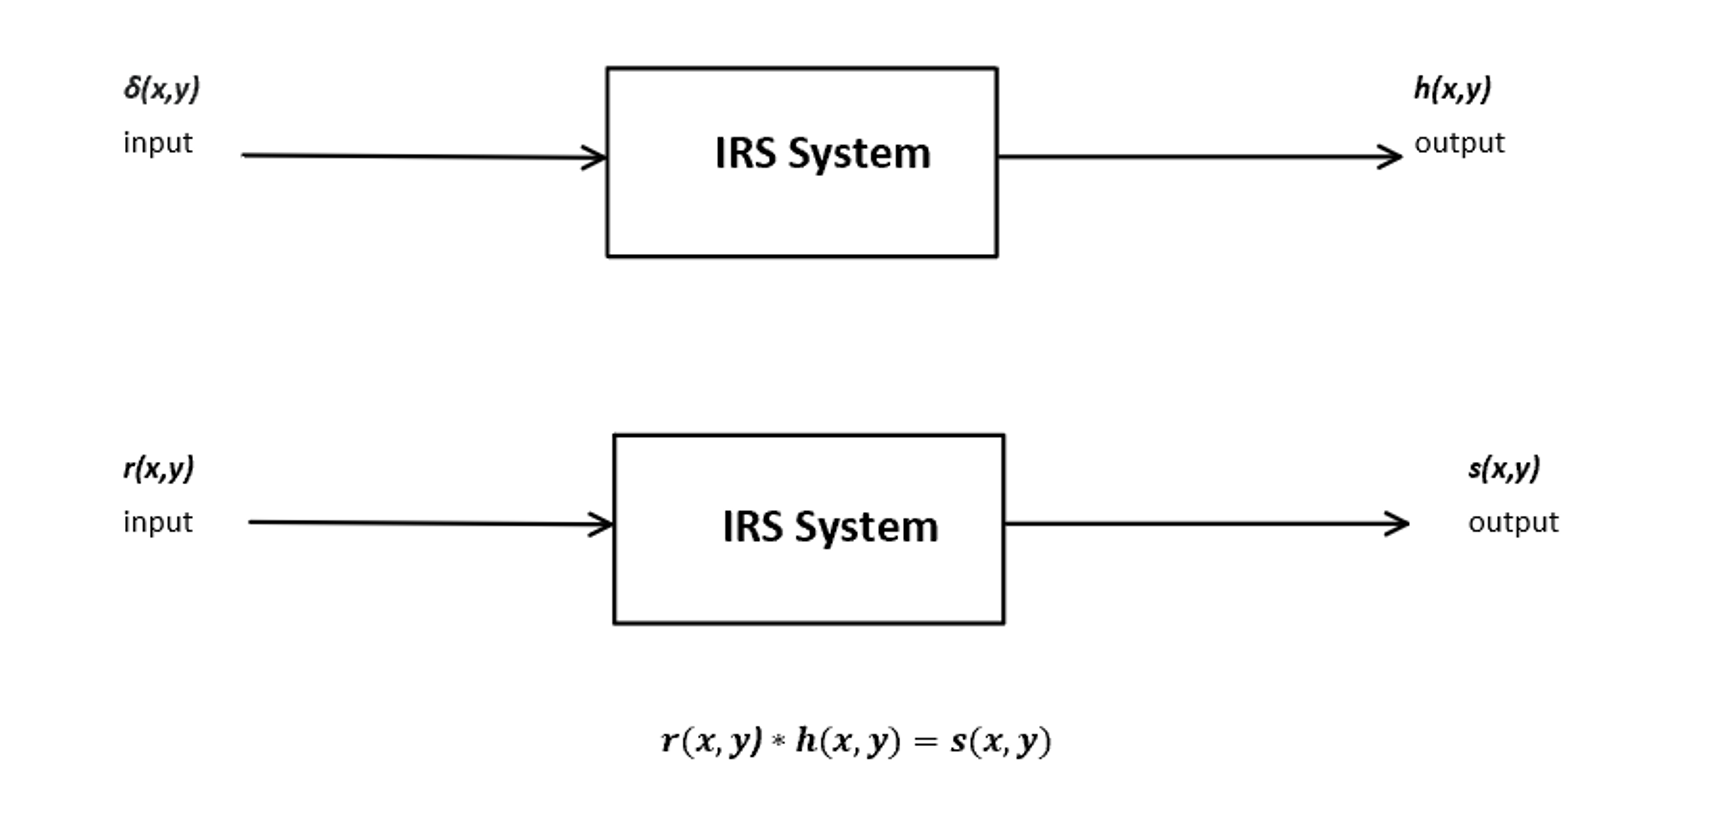 δ(x,y)
input
IRS System
h(x,y)
output
r(x,y)
input
IRS System
s(x,y)
output
r(x, y) * h(x, y) = s(x, y)